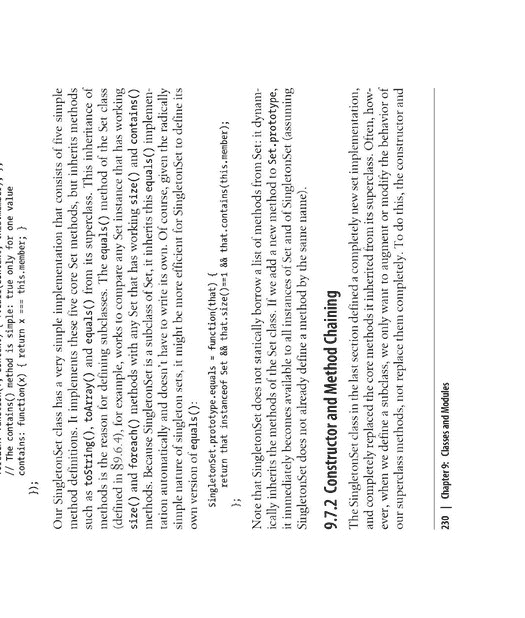 // The contains() method is simple: true only for one value
contains: function(x) { return x === this.member; }
});
Our SingletonSet class has a very simple implementation that consists of five simple
method definitions. It implements these five core Set methods, but inherits methods
such as toString(), toArray() and equals() from its superclass. This inheritance of
methods is the reason for defining subclasses. The equals() method of the Set class
(defined in §9.6.4), for example, works to compare any Set instance that has working
size() and foreach() methods with any Set that has working size() and contains()
methods. Because SingletonSet is a subclass of Set, it inherits this equals() implemen-
tation automatically and doesn't have to write its own. Of course, given the radically
simple nature of singleton sets, it might be more efficient for SingletonSet to define its
own version of equals():
SingletonSet.prototype.equals = function(that) {
return that instanceof Set && that.size()==1 && that.contains(this.member);
};
Note that SingletonSet does not statically borrow a list of methods from Set: it dynam-
ically inherits the methods of the Set class. If we add a new method to Set.prototype,
it immediately becomes available to all instances of Set and of SingletonSet (assuming
SingletonSet does not already define a method by the same name).
9.7.2 Constructor and Method Chaining
The SingletonSet class in the last section defined a completely new set implementation,
and completely replaced the core methods it inherited from its superclass. Often, how-
ever, when we define a subclass, we only want to augment or modify the behavior of
our superclass methods, not replace them completely. To do this, the constructor and
230 | Chapter 9: Classes and Modules